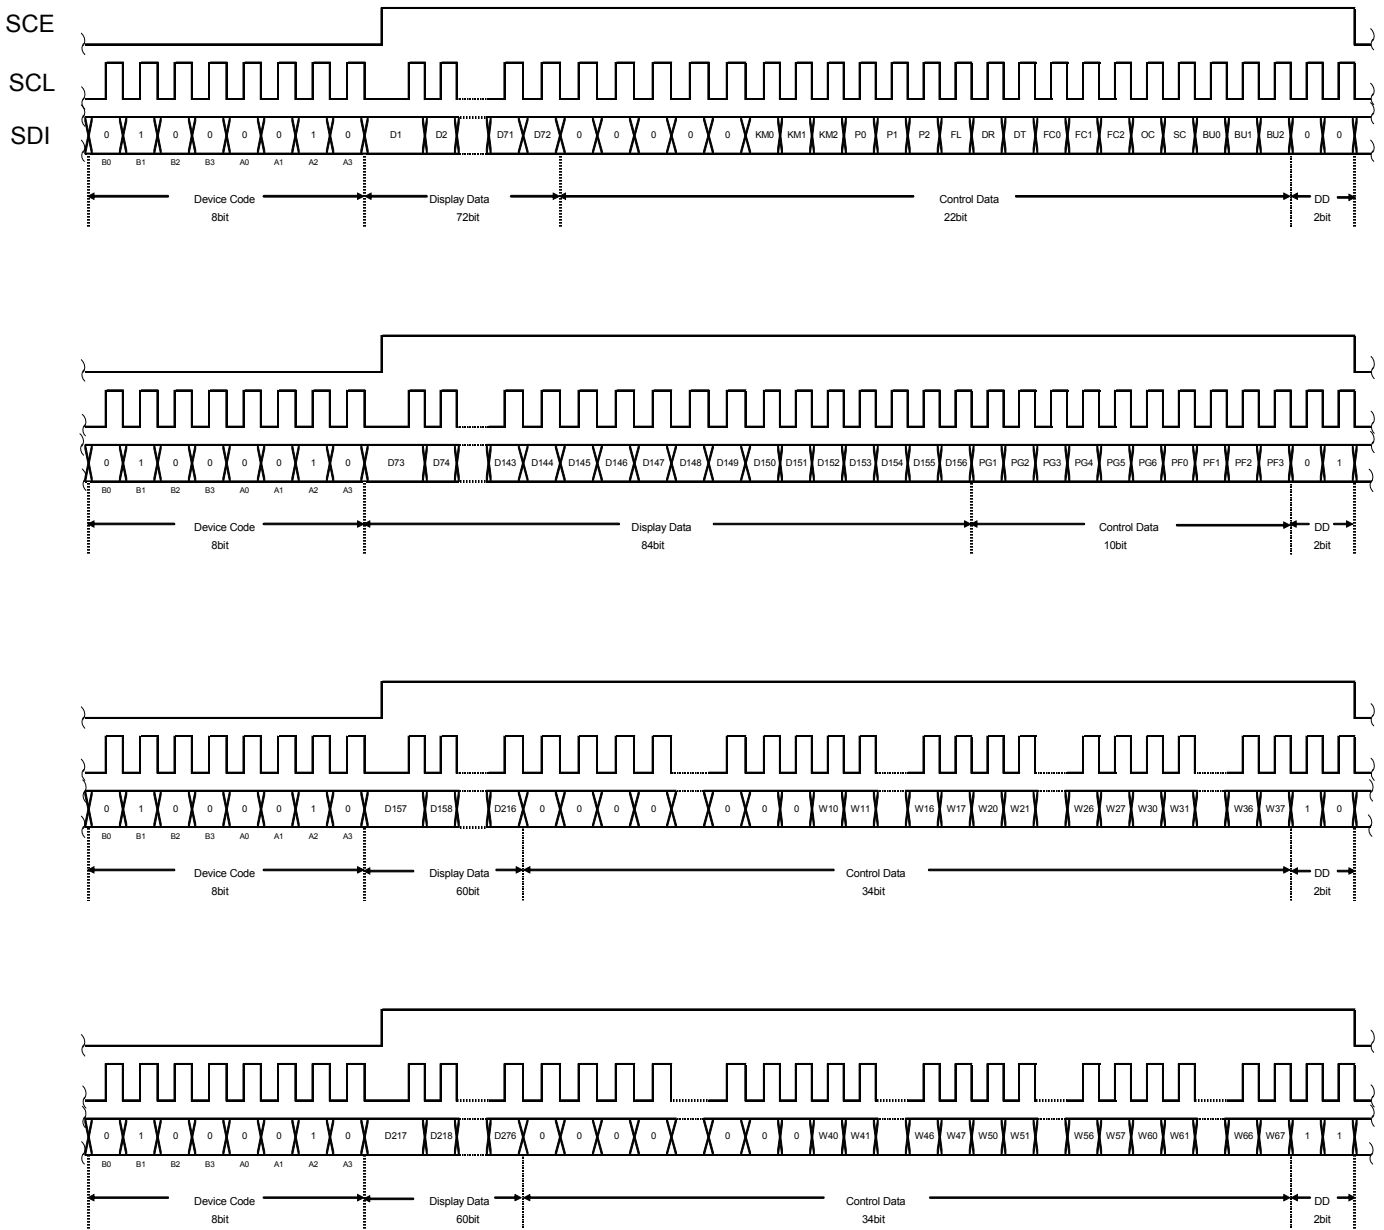 SCE
SCL
SDI
0 1 0 0 0 0 1 0 D1 D2 D71 D72 0 0 0 0 0 KM0 KM1 KM2 P0 P1 P2 FL DR DT FC0 FC1 FC2 OC SC BU0 BU1 BU2 0 0
B0 B1 B2 B3 A0 A1 A2 A3
Device Code Display Data Control Data DD
8bit 72bit 22bit 2bit
0 1 0 0 0 0 1 0 D73 D74 D143 D144 D145 D146 D147 D148 D149 D150 D151 D152 D153 D154 D155 D156 PG1 PG2 PG3 PG4 PG5 PG6 PF0 PF1 PF2 PF3 0 1
B0 B1 B2 B3 A0 A1 A2 A3
Device Code Display Data Control Data DD
8bit 84bit 10bit 2bit
0 1 0 0 0 0 1 0 D157 D158 D216 0 0 0 0 0 0 0 W10 W11 W16 W17 W20 W21 W26 W27 W30 W31 W36 W37 1 0
B0 B1 B2 B3 A0 A1 A2 A3
Device Code Display Data Control Data DD
8bit 60bit 34bit 2bit
0 1 0 0 0 0 1 0 D217 D218 D276 0 0 0 0 0 0 0 W40 W41 W46 W47 W50 W51 W56 W57 W60 W61 W66 W67 1 1
B0 B1 B2 B3 A0 A1 A2 A3
Device Code Display Data Control Data DD
8bit 60bit 34bit 2bit